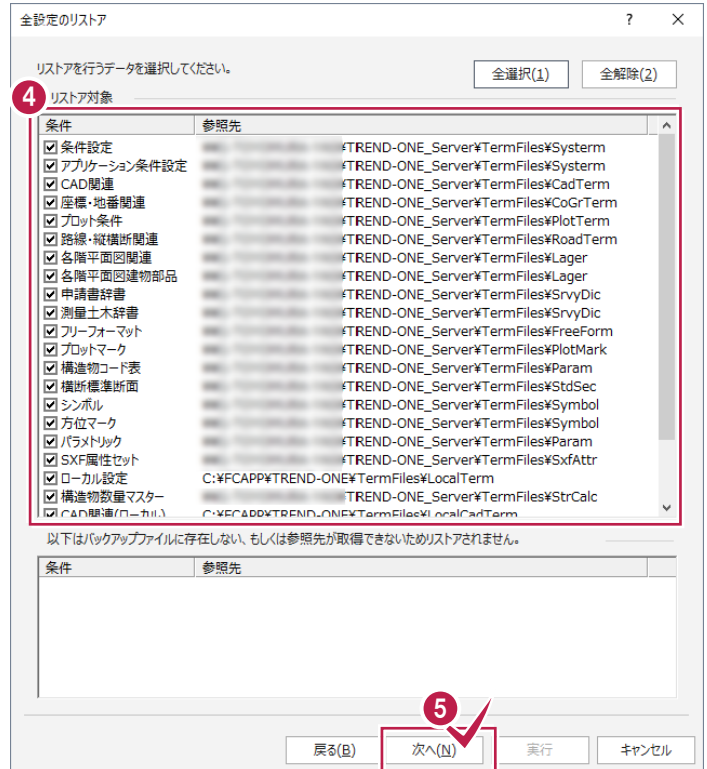 全設定のリストア ? ×
リストアを行うデータを選択してください。 全選択(1) 全解除(2)
4 リストア対象
条件 参照先
条件設定 ¥TREND-ONE_Server¥TermFiles¥Systerm
アプリケーション条件設定 ¥TREND-ONE_Server¥TermFiles¥Systerm
CAD関連 ¥TREND-ONE_Server¥TermFiles¥CadTerm
座標・地番関連 ¥TREND-ONE_Server¥TermFiles¥CoGrTerm
プロット条件 ¥TREND-ONE_Server¥TermFiles¥PlotTerm
路線・縦横断関連 ¥TREND-ONE_Server¥TermFiles¥RoadTerm
各階平面図関連 ¥TREND-ONE_Server¥TermFiles¥Lager
各階平面図建物部品 ¥TREND-ONE_Server¥TermFiles¥Lager
申請書辞書 ¥TREND-ONE_Server¥TermFiles¥SrvyDic
測量土木辞書 ¥TREND-ONE_Server¥TermFiles¥SrvyDic
フリーフォーマット ¥TREND-ONE_Server¥TermFiles¥FreeForm
プロットマーク ¥TREND-ONE_Server¥TermFiles¥PlotMark
構造物コード表 ¥TREND-ONE_Server¥TermFiles¥Param
横断標準断面 ¥TREND-ONE_Server¥TermFiles¥StdSec
シンボル ¥TREND-ONE_Server¥TermFiles¥Symbol
方位マーク ¥TREND-ONE_Server¥TermFiles¥Symbol
パラメトリック ¥TREND-ONE_Server¥TermFiles¥Param
SXF属性セット ¥TREND-ONE_Server¥TermFiles¥SxfAttr
ローカル設定 C:¥FCAPP¥TREND-ONE¥TermFiles¥LocalTerm
構造物数量マスター ¥TREND-ONE_Server¥TermFiles¥StrCalc
CAD関連(ローカル) C:¥FCAPP¥TREND-ONE¥TermFiles¥LocalCadTerm
以下はバックアップファイルに存在しない、もしくは参照先が取得できないためリストアされません。
条件 参照先
5
戻る(B) 次へ(N) 実行 キャンセル